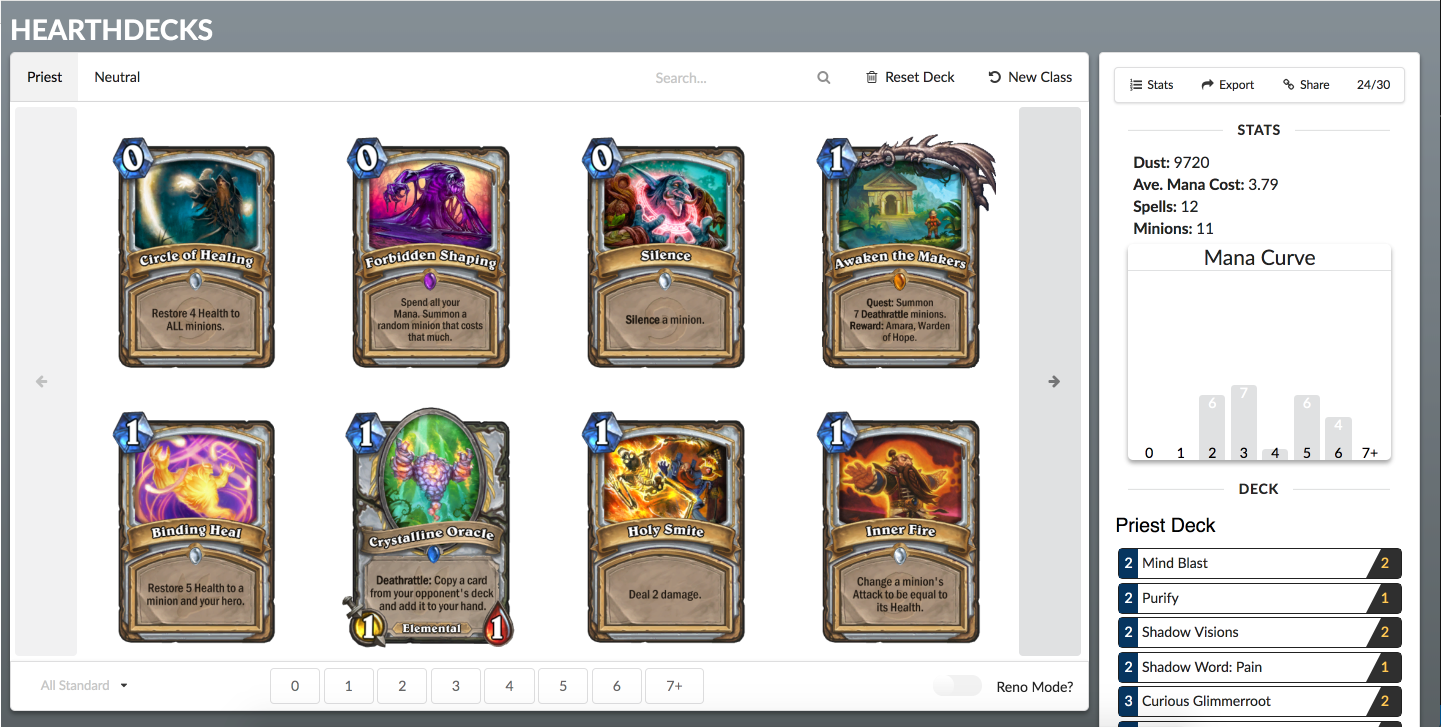 HEARTHDECKS
Priest
Neutral
Search...
Reset Deck
New Class
0
Circle of Healing
Restore 4 Health to
ALL minions.
0
Forbidden Shaping
Spend all your
Mana. Summon a
random minion that costs
that much.
0
Silence
Silence a minion.
1
Awaken the Makers
Quest: Summon
7 Deathrattle minions.
Reward: Amara, Warden
of Hope.
1
Binding Heal
Restore 5 Health to a
minion and your hero.
1
Crystalline Oracle
Deathrattle: Copy a card
from your opponent's deck
and add it to your hand.
1
Elemental
1
1
Holy Smite
Deal 2 damage.
1
Inner Fire
Change a minion's
Attack to be equal to
its Health.
All Standard
0
1
2
3
4
5
6
7+
Reno Mode?
Stats
Export
Share
24/30
STATS
Dust: 9720
Ave. Mana Cost: 3.79
Spells: 12
Minions: 11
Mana Curve
6
7
6
4
0
1
2
3
4
5
6
7+
DECK
Priest Deck
2 Mind Blast 2
2 Purify 1
2 Shadow Visions 2
2 Shadow Word: Pain 1
3 Curious Glimmerroot 2